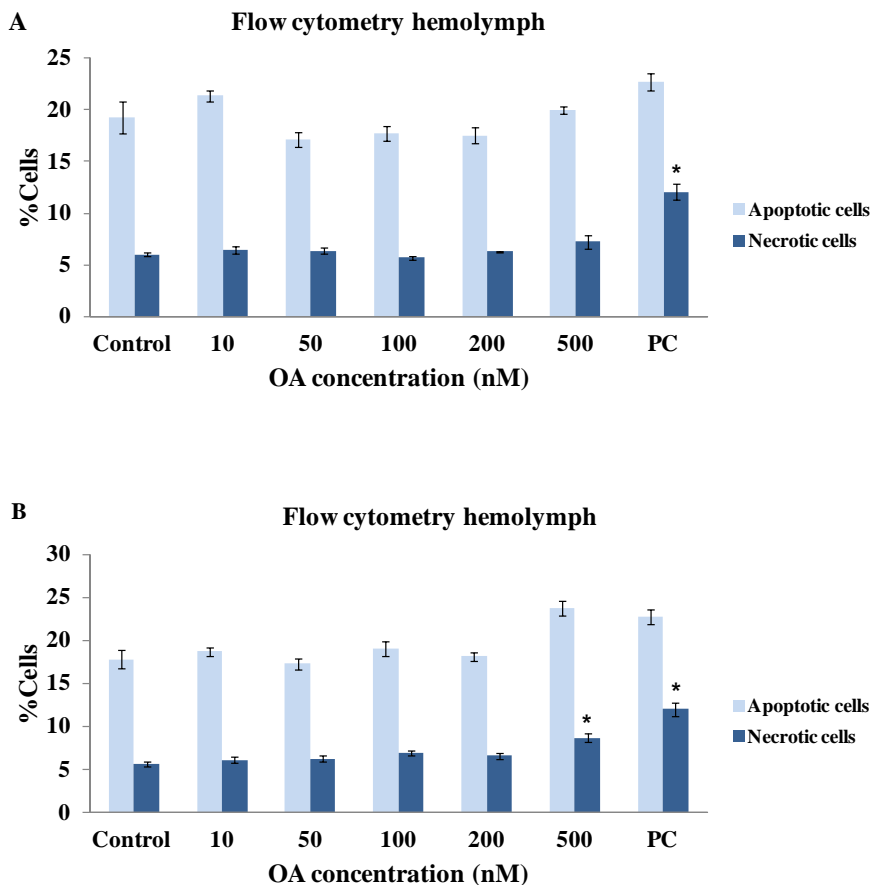 A
Flow cytometry hemolymph
25
20
15
10
5
0
%Cells
*
Apoptotic cells
Necrotic cells
Control 10 50 100 200 500 PC
OA concentration (nM)
B
Flow cytometry hemolymph
30
25
20
15
10
5
0
%Cells
*
*
Apoptotic cells
Necrotic cells
Control 10 50 100 200 500 PC
OA concentration (nM)